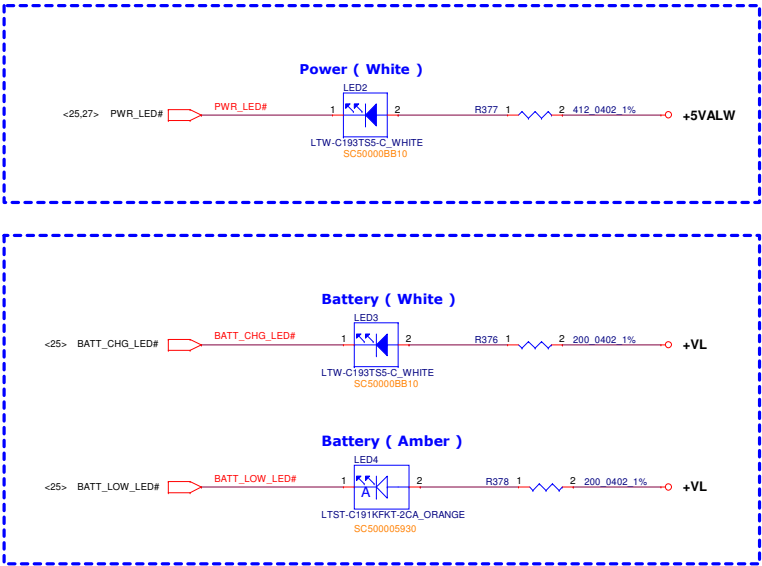 Power ( White )
LED2
<25,27> PWR_LED# PWR_LED# 1 2 R377 1 2 412_0402_1% +5VALW
LTW-C193TS5-C_WHITE
SC50000BB10
Battery ( White )
LED3
<25> BATT_CHG_LED# BATT_CHG_LED# 1 2 R376 1 2 200_0402_1% +VL
LTW-C193TS5-C_WHITE
SC50000BB10
Battery ( Amber )
LED4
<25> BATT_LOW_LED# BATT_LOW_LED# 1 2 R378 1 2 200_0402_1% +VL
A
LTST-C191KFKT-2CA_ORANGE
SC500005930